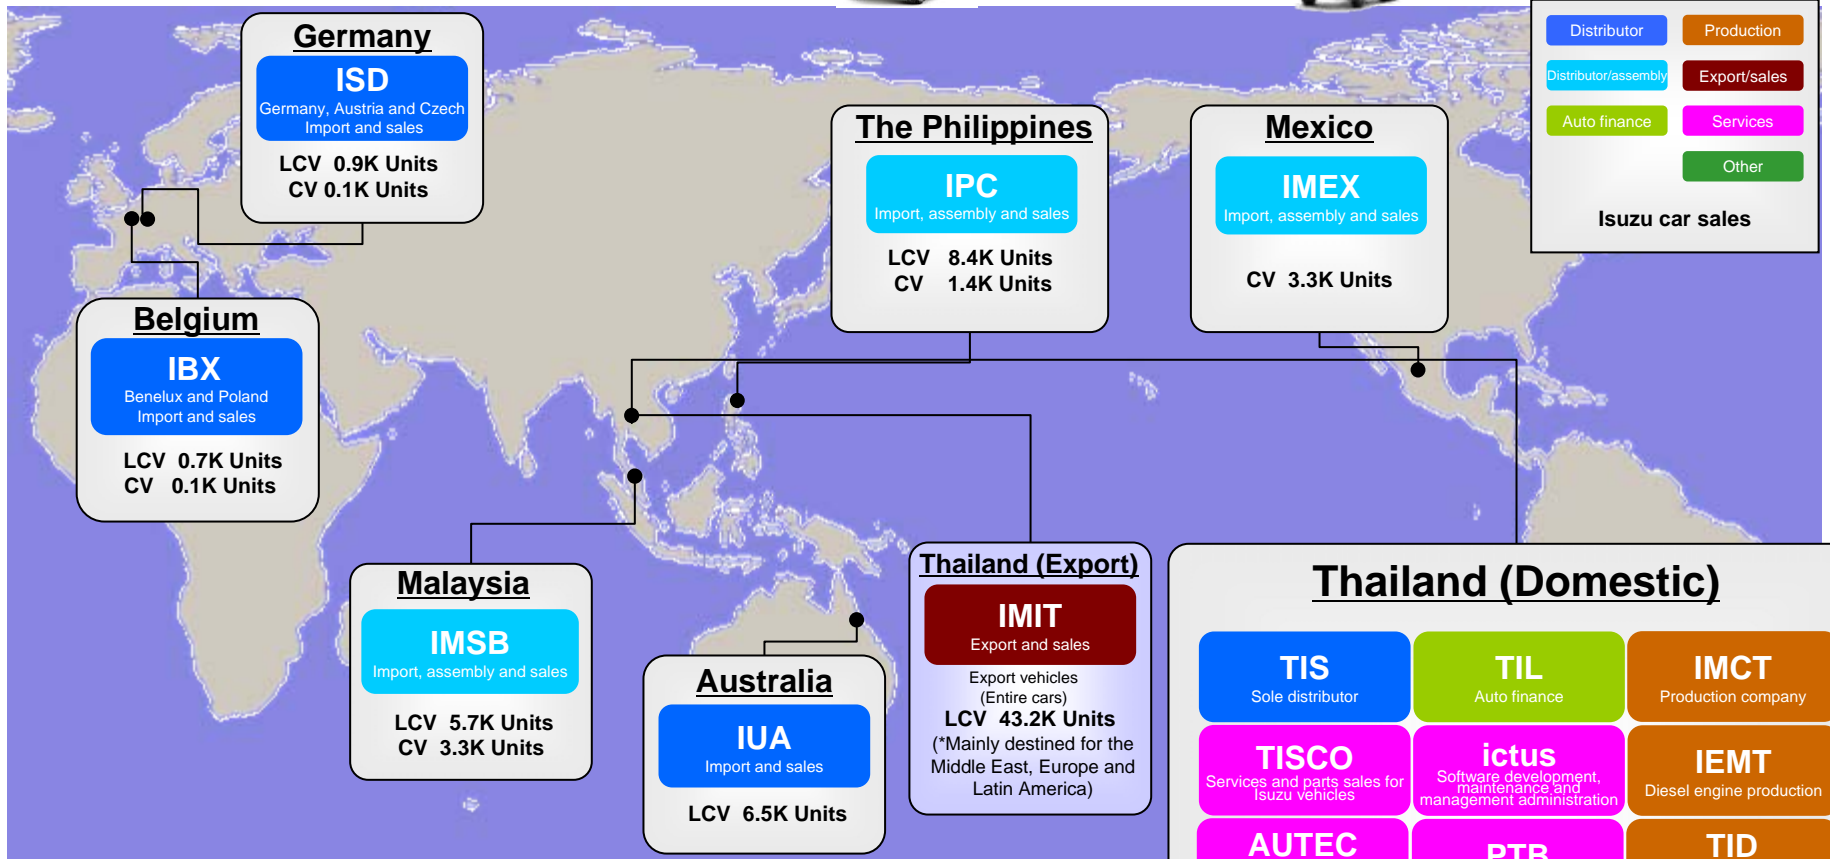 Germany
ISD
Germany, Austria and Czech
Import and sales
LCV 0.9K Units
CV 0.1K Units
The Philippines
IPC
Import, assembly and sales
LCV 8.4K Units
CV 1.4K Units
Mexico
IMEX
Import, assembly and sales
CV 3.3K Units
Distributor
Production
Distributor/assembly
Export/sales
Auto finance
Services
Other
Isuzu car sales
Belgium
IBX
Benelux and Poland
Import and sales
LCV 0.7K Units
CV 0.1K Units
Malaysia
IMSB
Import, assembly and sales
LCV 5.7K Units
CV 3.3K Units
Australia
IUA
Import and sales
LCV 6.5K Units
Thailand (Export)
IMIT
Export and sales
Export vehicles
(Entire cars)
LCV 43.2K Units
(*Mainly destined for the
Middle East, Europe and
Latin America)
Thailand (Domestic)
TIS
Sole distributor
TIL
Auto finance
IMCT
Production company
TISCO
Services and parts sales for
Isuzu vehicles
ictus
Software development,
maintenance and
management administration
IEMT
Diesel engine production
AUTEC
PTB
TID